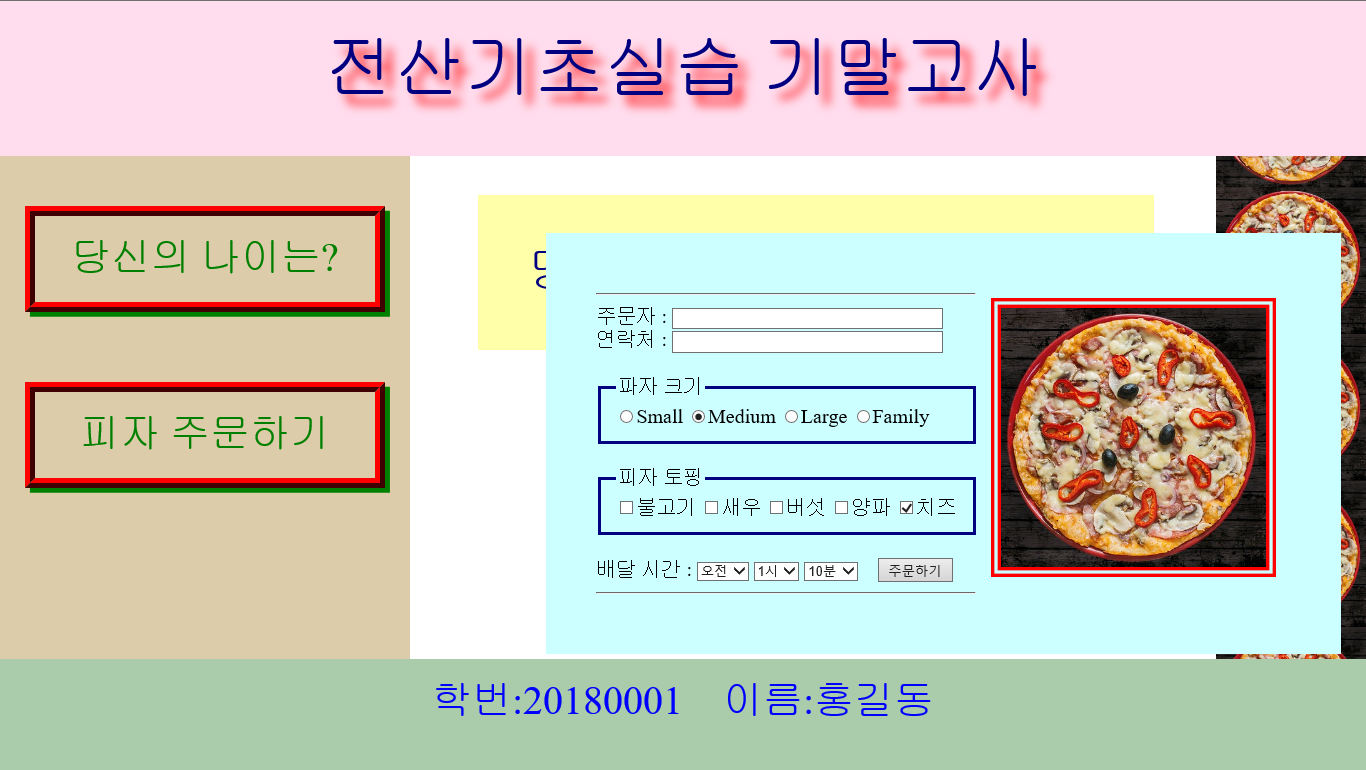 전산기초실습 기말고사
당신의 나이는?
피자 주문하기
주문자 :
연락처 :
파자 크기
Small Medium Large Family
피자 토핑
불고기 새우 버섯 양파 치즈
배달 시간 : 오전 1시 10분 주문하기
학번:20180001 이름:홍길동